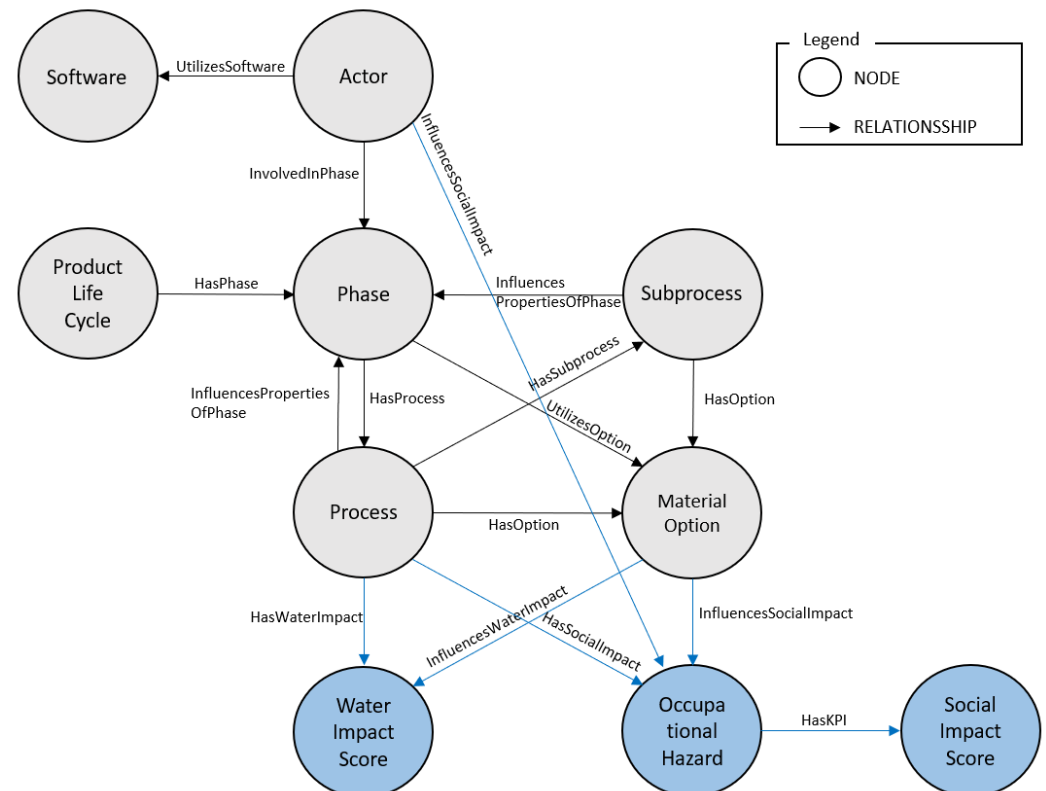 Legend
Software
UtilizesSoftware
Actor
NODE
RELATIONSSHIP
InfluencesSocialImpact
InvolvedInPhase
Product
Life
Cycle
HasPhase
Phase
Influences
PropertiesOfPhase
Subprocess
InfluencesProperties
OfPhase
HasProcess
HasSubprocess
UtilizesOption
HasOption
Process
HasOption
Material
Option
HasWaterImpact
InfluencesWaterImpact
HasSocialImpact
InfluencesSocialImpact
Water
Impact
Score
Occupa
tional
Hazard
HasKPI
Social
Impact
Score